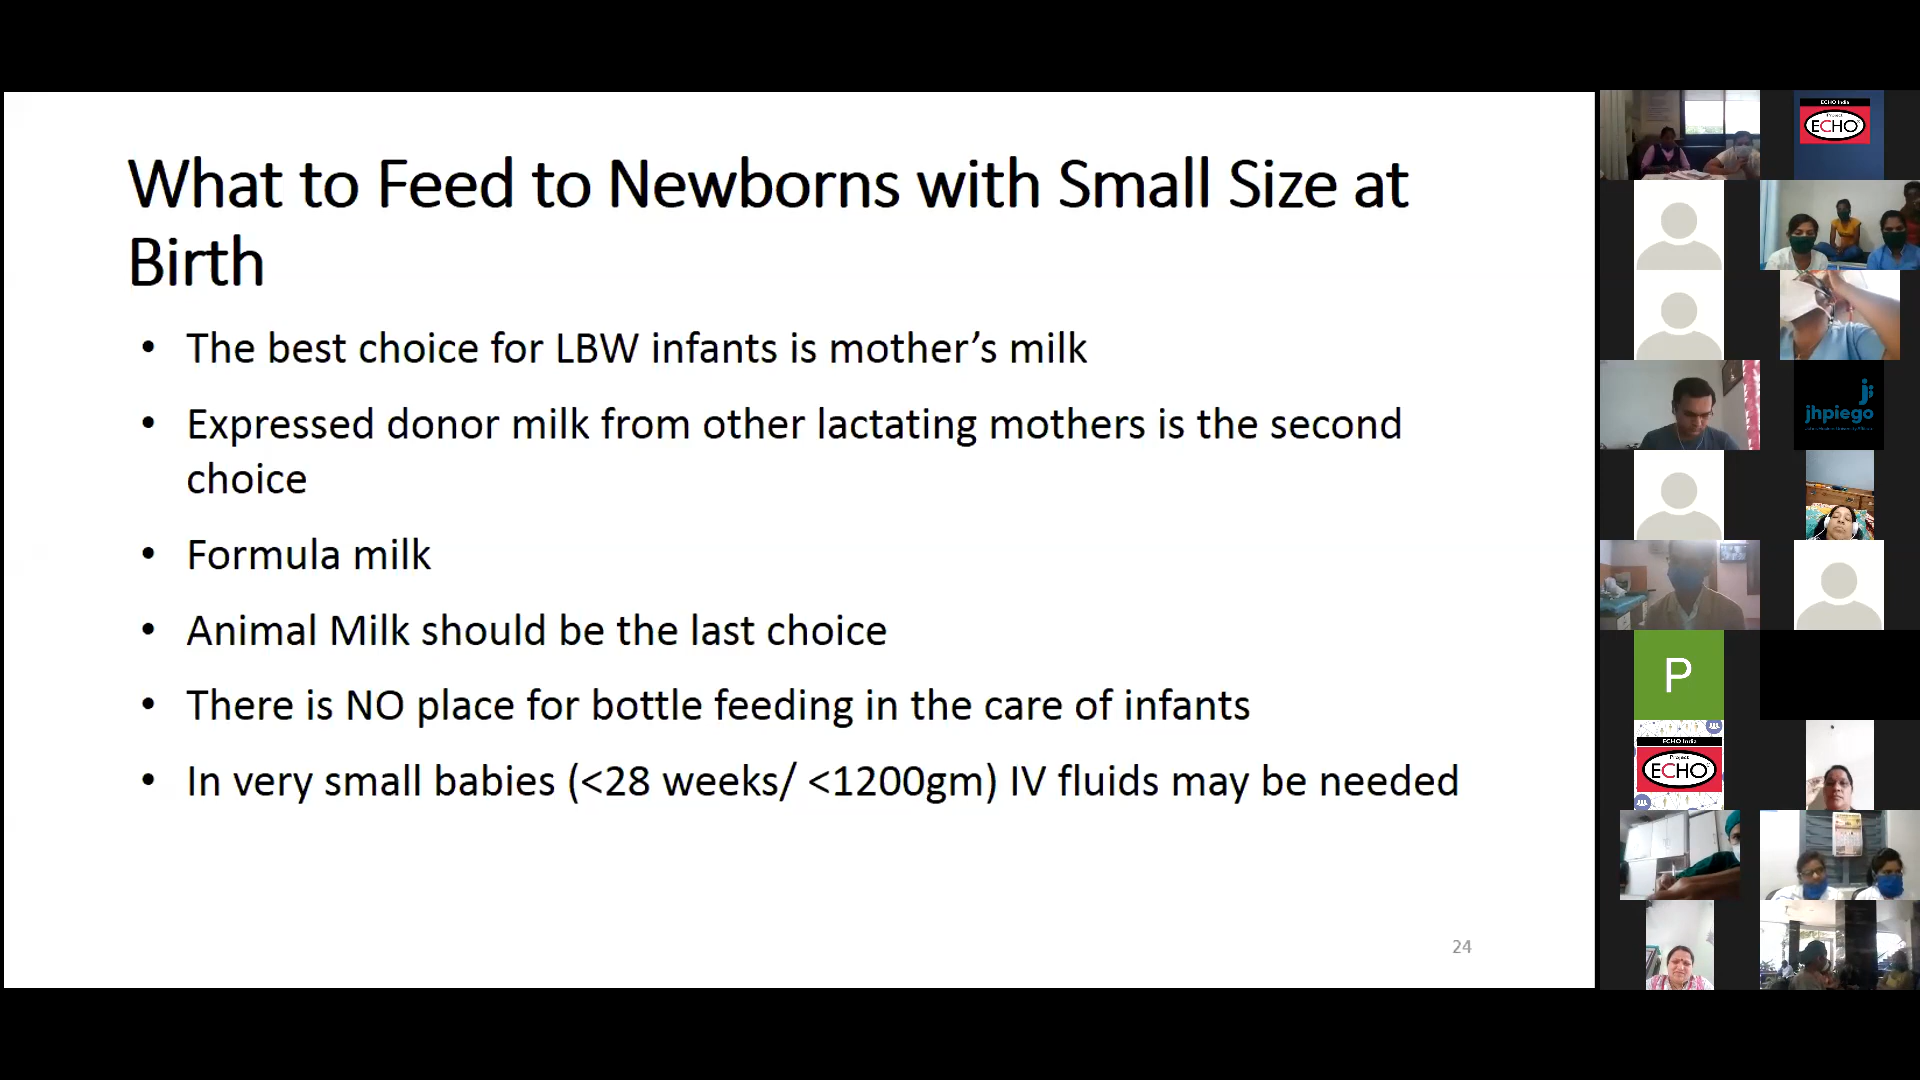 What to Feed to Newborns with Small Size at
Birth
• The best choice for LBW infants is mother’s milk
• Expressed donor milk from other lactating mothers is the second
choice
• Formula milk
• Animal Milk should be the last choice
• There is NO place for bottle feeding in the care of infants
• In very small babies (<28 weeks/ <1200gm) IV fluids may be needed
24
ECHO India
Project
ECHO
jhpiego
P
ECHO India
Project
ECHO